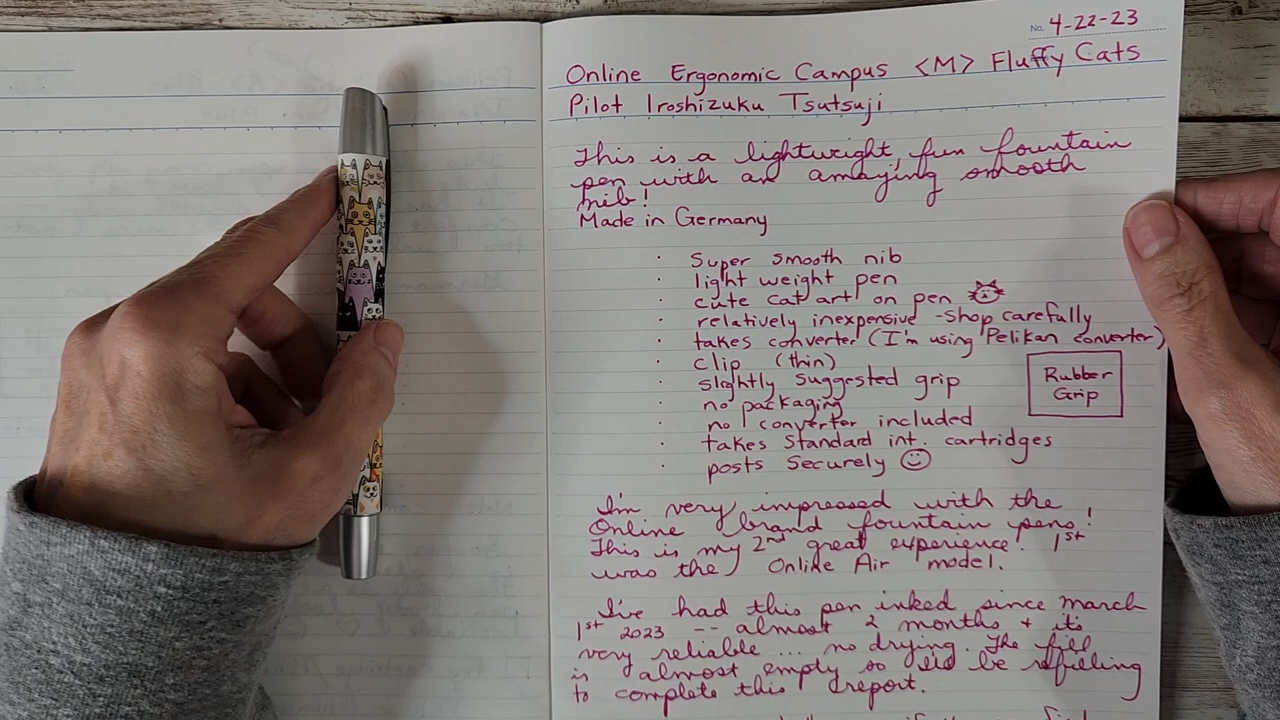 No. 4-22-23
Online Ergonomic Campus <M> Fluffy Cats
Pilot Iroshizuku Tsutsuji
This is a lightweight, fun fountain
pen with an amazing smooth
nib!
Made in Germany
· Super smooth nib
· light weight pen
· cute cat art on pen
· relatively inexpensive - Shop carefully
· takes converter (I'm using Pelikan converter)
· clip (thin)
· slightly suggested grip
· no packaging
· no converter included
· takes standard int. cartridges
· posts securely ☺
Rubber
Grip
I'm very impressed with the
Online brand fountain pens!
This is my 2nd great experience! 1st
was the Online Air model.
I've had this pen inked since march
1st 2023 -- almost 2 months + it's
very reliable ... no drying. The fill
is almost empty so be refilling
to complete this report.